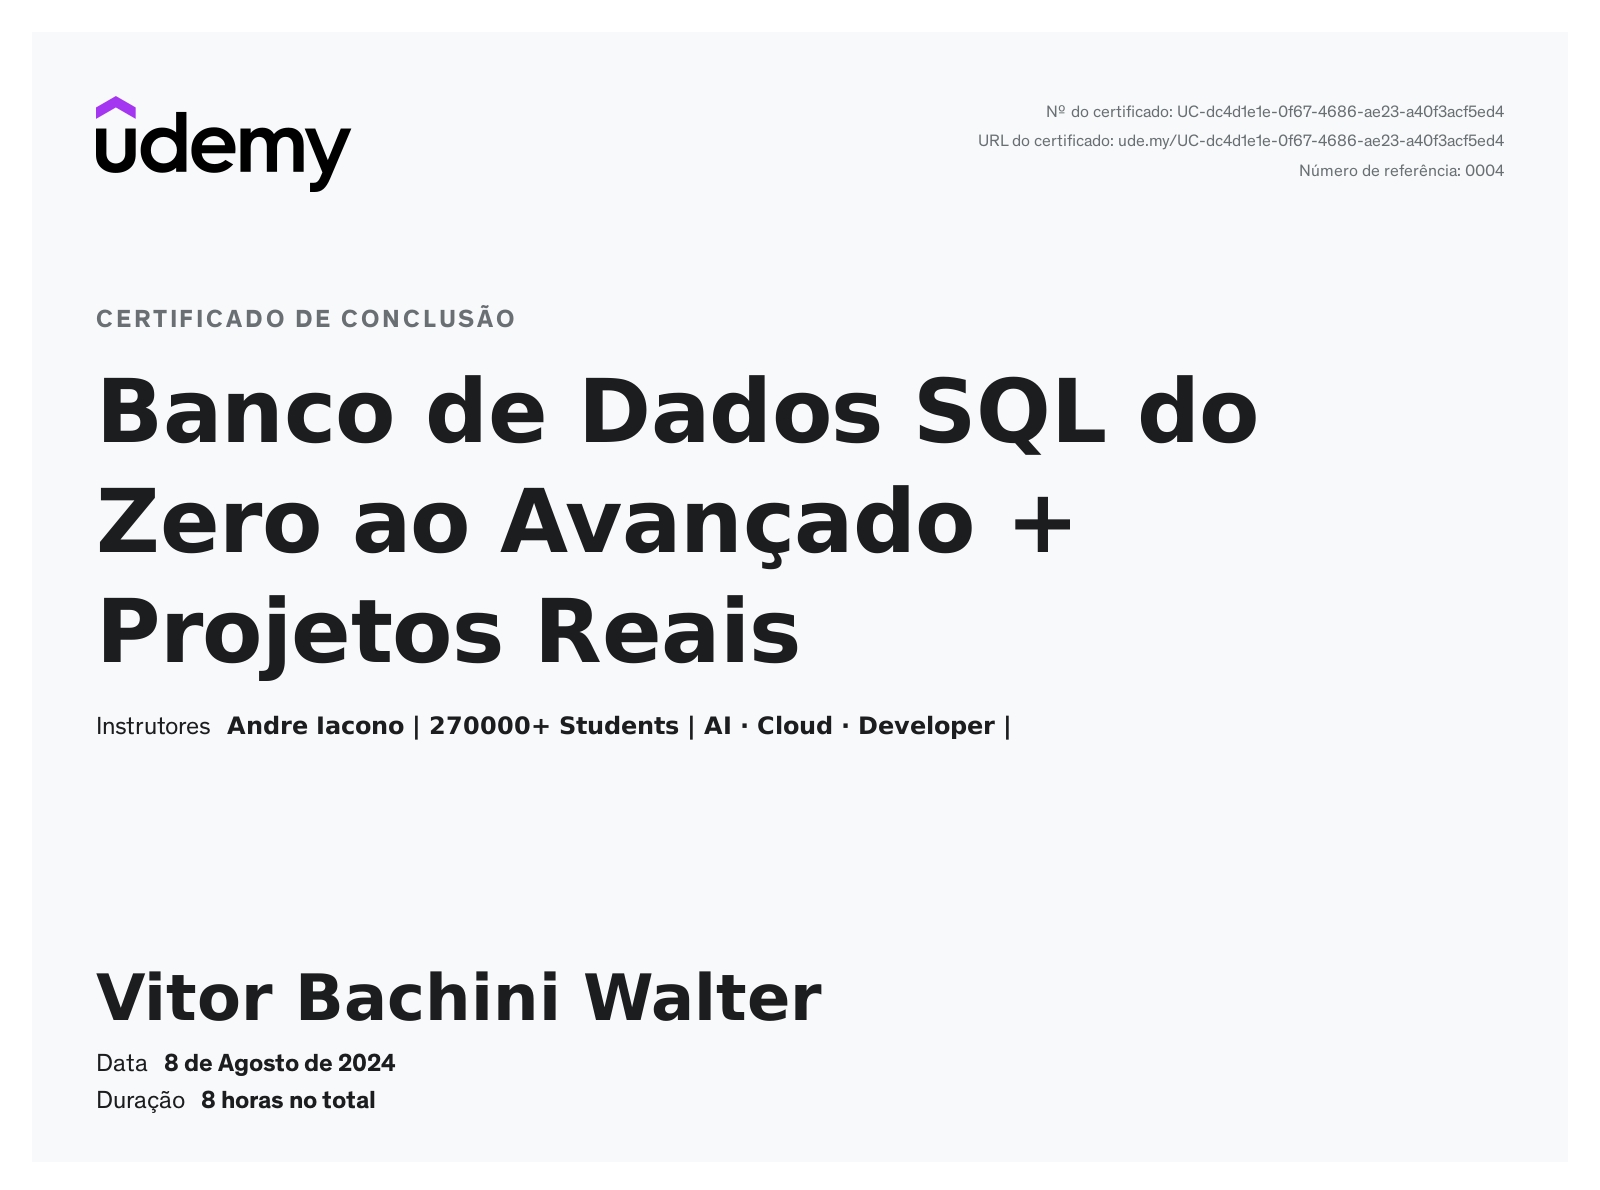 udemy
Nº do certificado: UC-dc4d1e1e-0f67-4686-ae23-a40f3acf5ed4
URL do certificado: ude.my/UC-dc4d1e1e-0f67-4686-ae23-a40f3acf5ed4
Número de referência: 0004
CERTIFICADO DE CONCLUSÃO
Banco de Dados SQL do
Zero ao Avançado +
Projetos Reais
Instrutores Andre Iacono | 270000+ Students | AI · Cloud · Developer |
Vitor Bachini Walter
Data 8 de Agosto de 2024
Duração 8 horas no total